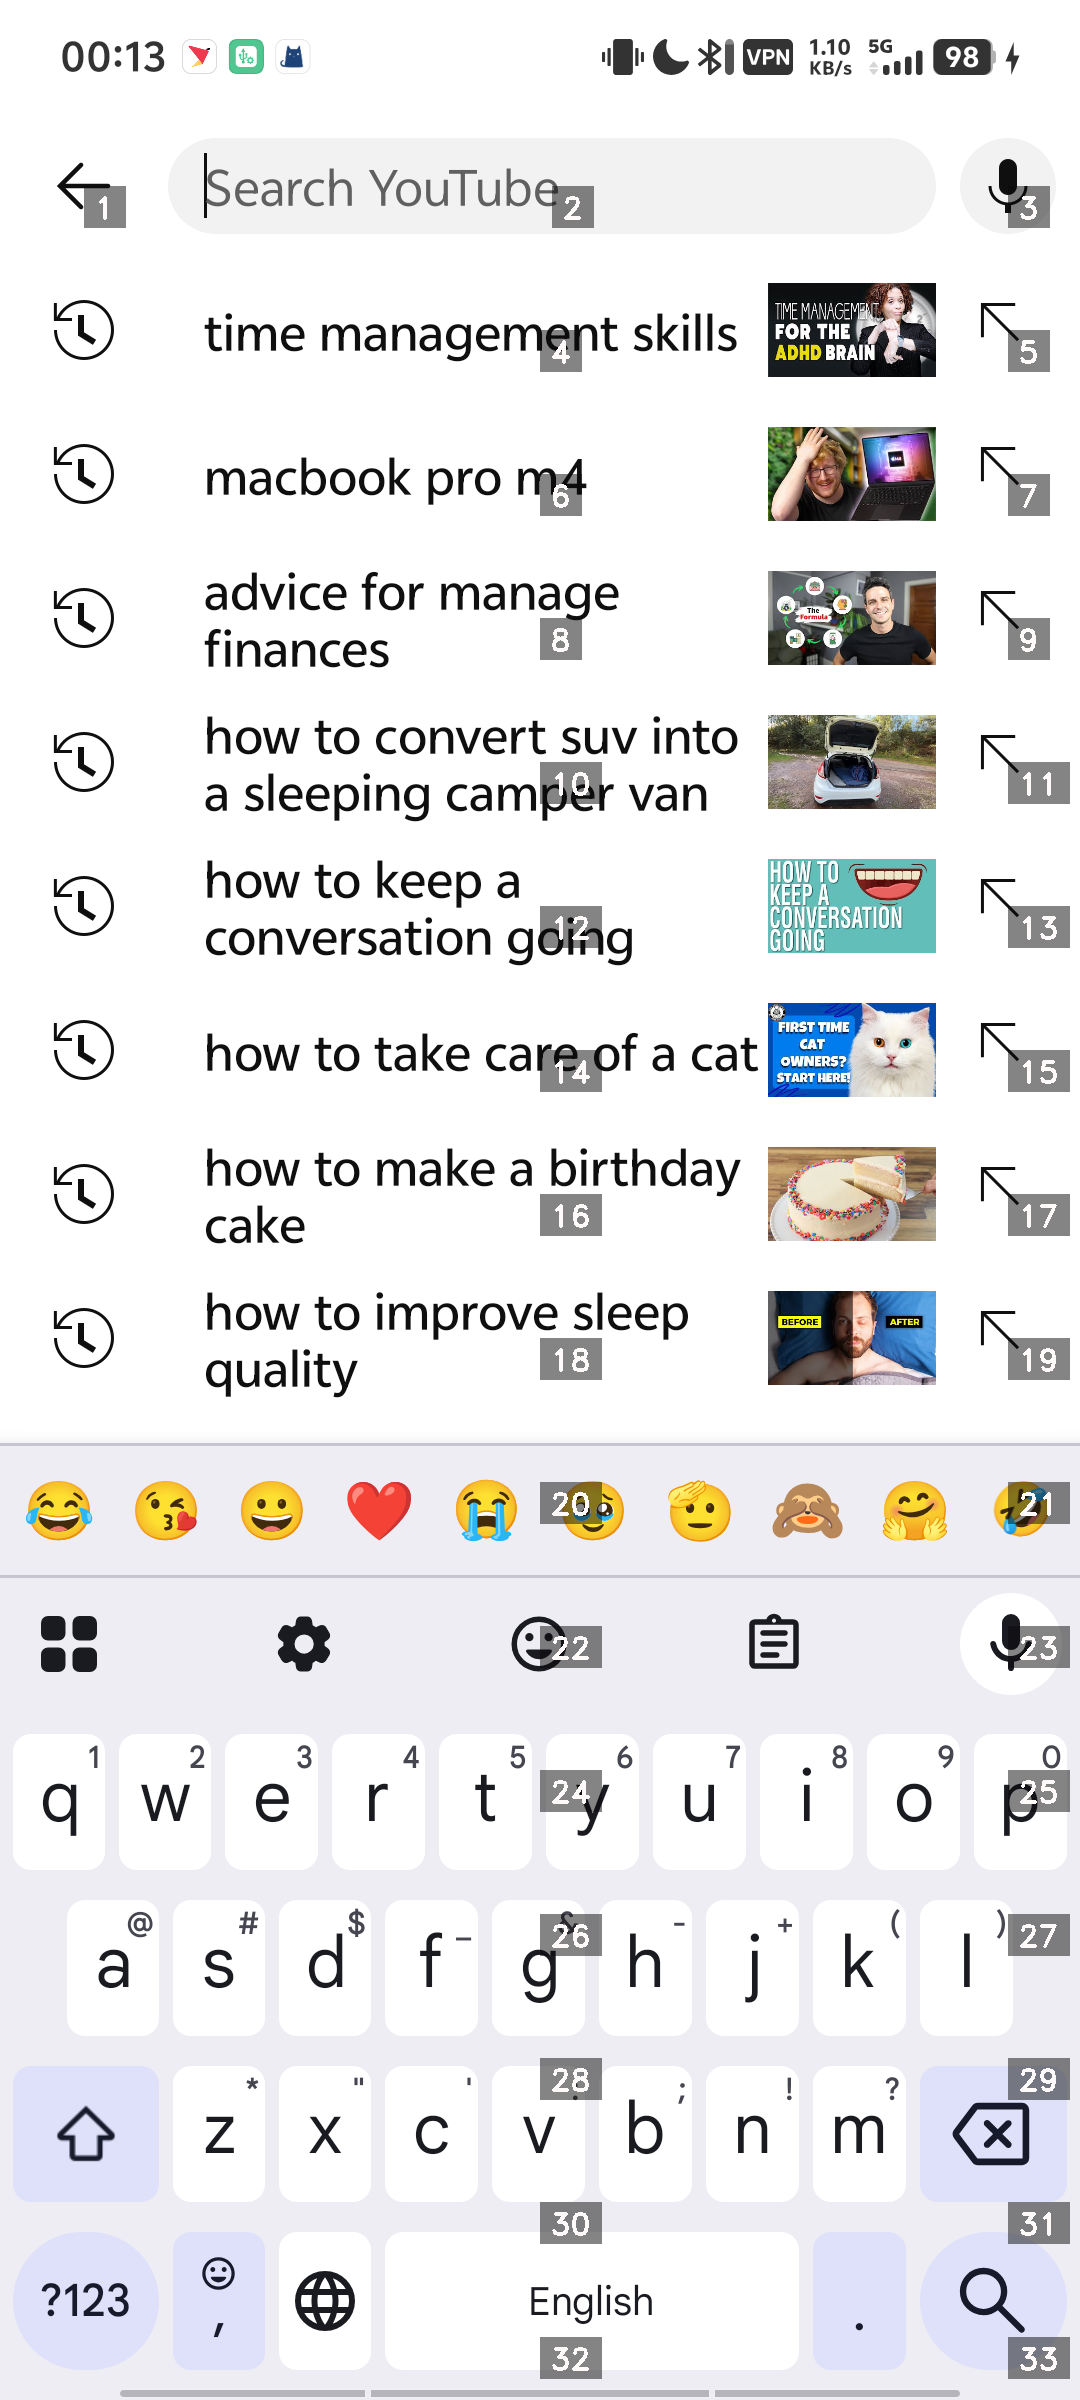 00:13
VPN
1.10
KB/s
5G
98
1
Search YouTube
2
3
time management skills
4
TIME MANAGEMENT
FOR THE
ADHD BRAIN
5
macbook pro m4
6
7
advice for manage
finances
8
The
Formula
9
how to convert suv into
a sleeping camper van
10
11
how to keep a
conversation going
12
HOW TO
KEEP A
CONVERSATION
GOING
13
how to take care of a cat
14
FIRST TIME
CAT
OWNERS?
START HERE!
15
how to make a birthday
cake
16
17
how to improve sleep
quality
18
BEFORE
AFTER
19
20
21
22
23
1 2 3 4 5 6 7 8 9 0
q w e r t y u i o p
24
25
@ # $ _ & - + ( )
a s d f g h j k l
26
27
* " ' : ; ! ?
z x c v b n m
28
29
30
31
?123 , English .
32
33